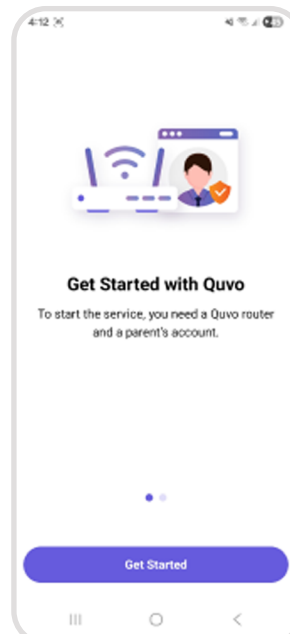 4:12
Get Started with Quvo
To start the service, you need a Quvo router
and a parent's account.
Get Started